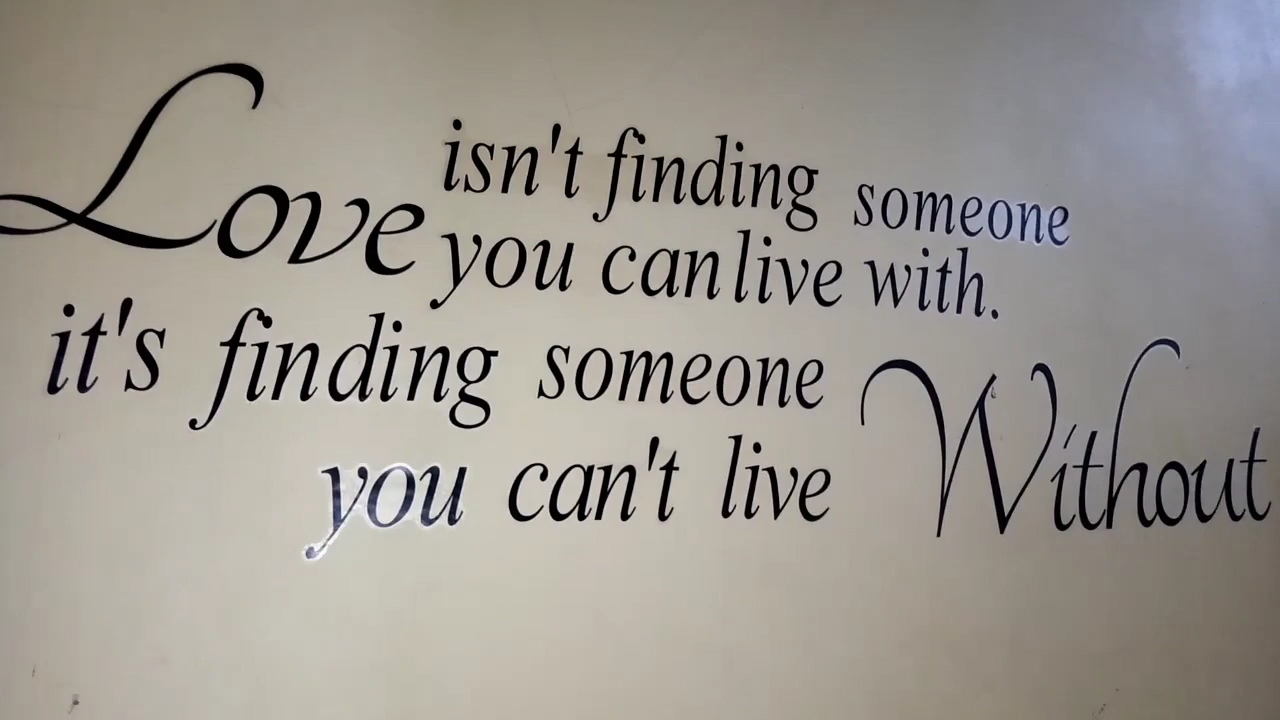 Love isn't finding someone
you can live with.
it's finding someone
you can't live Without